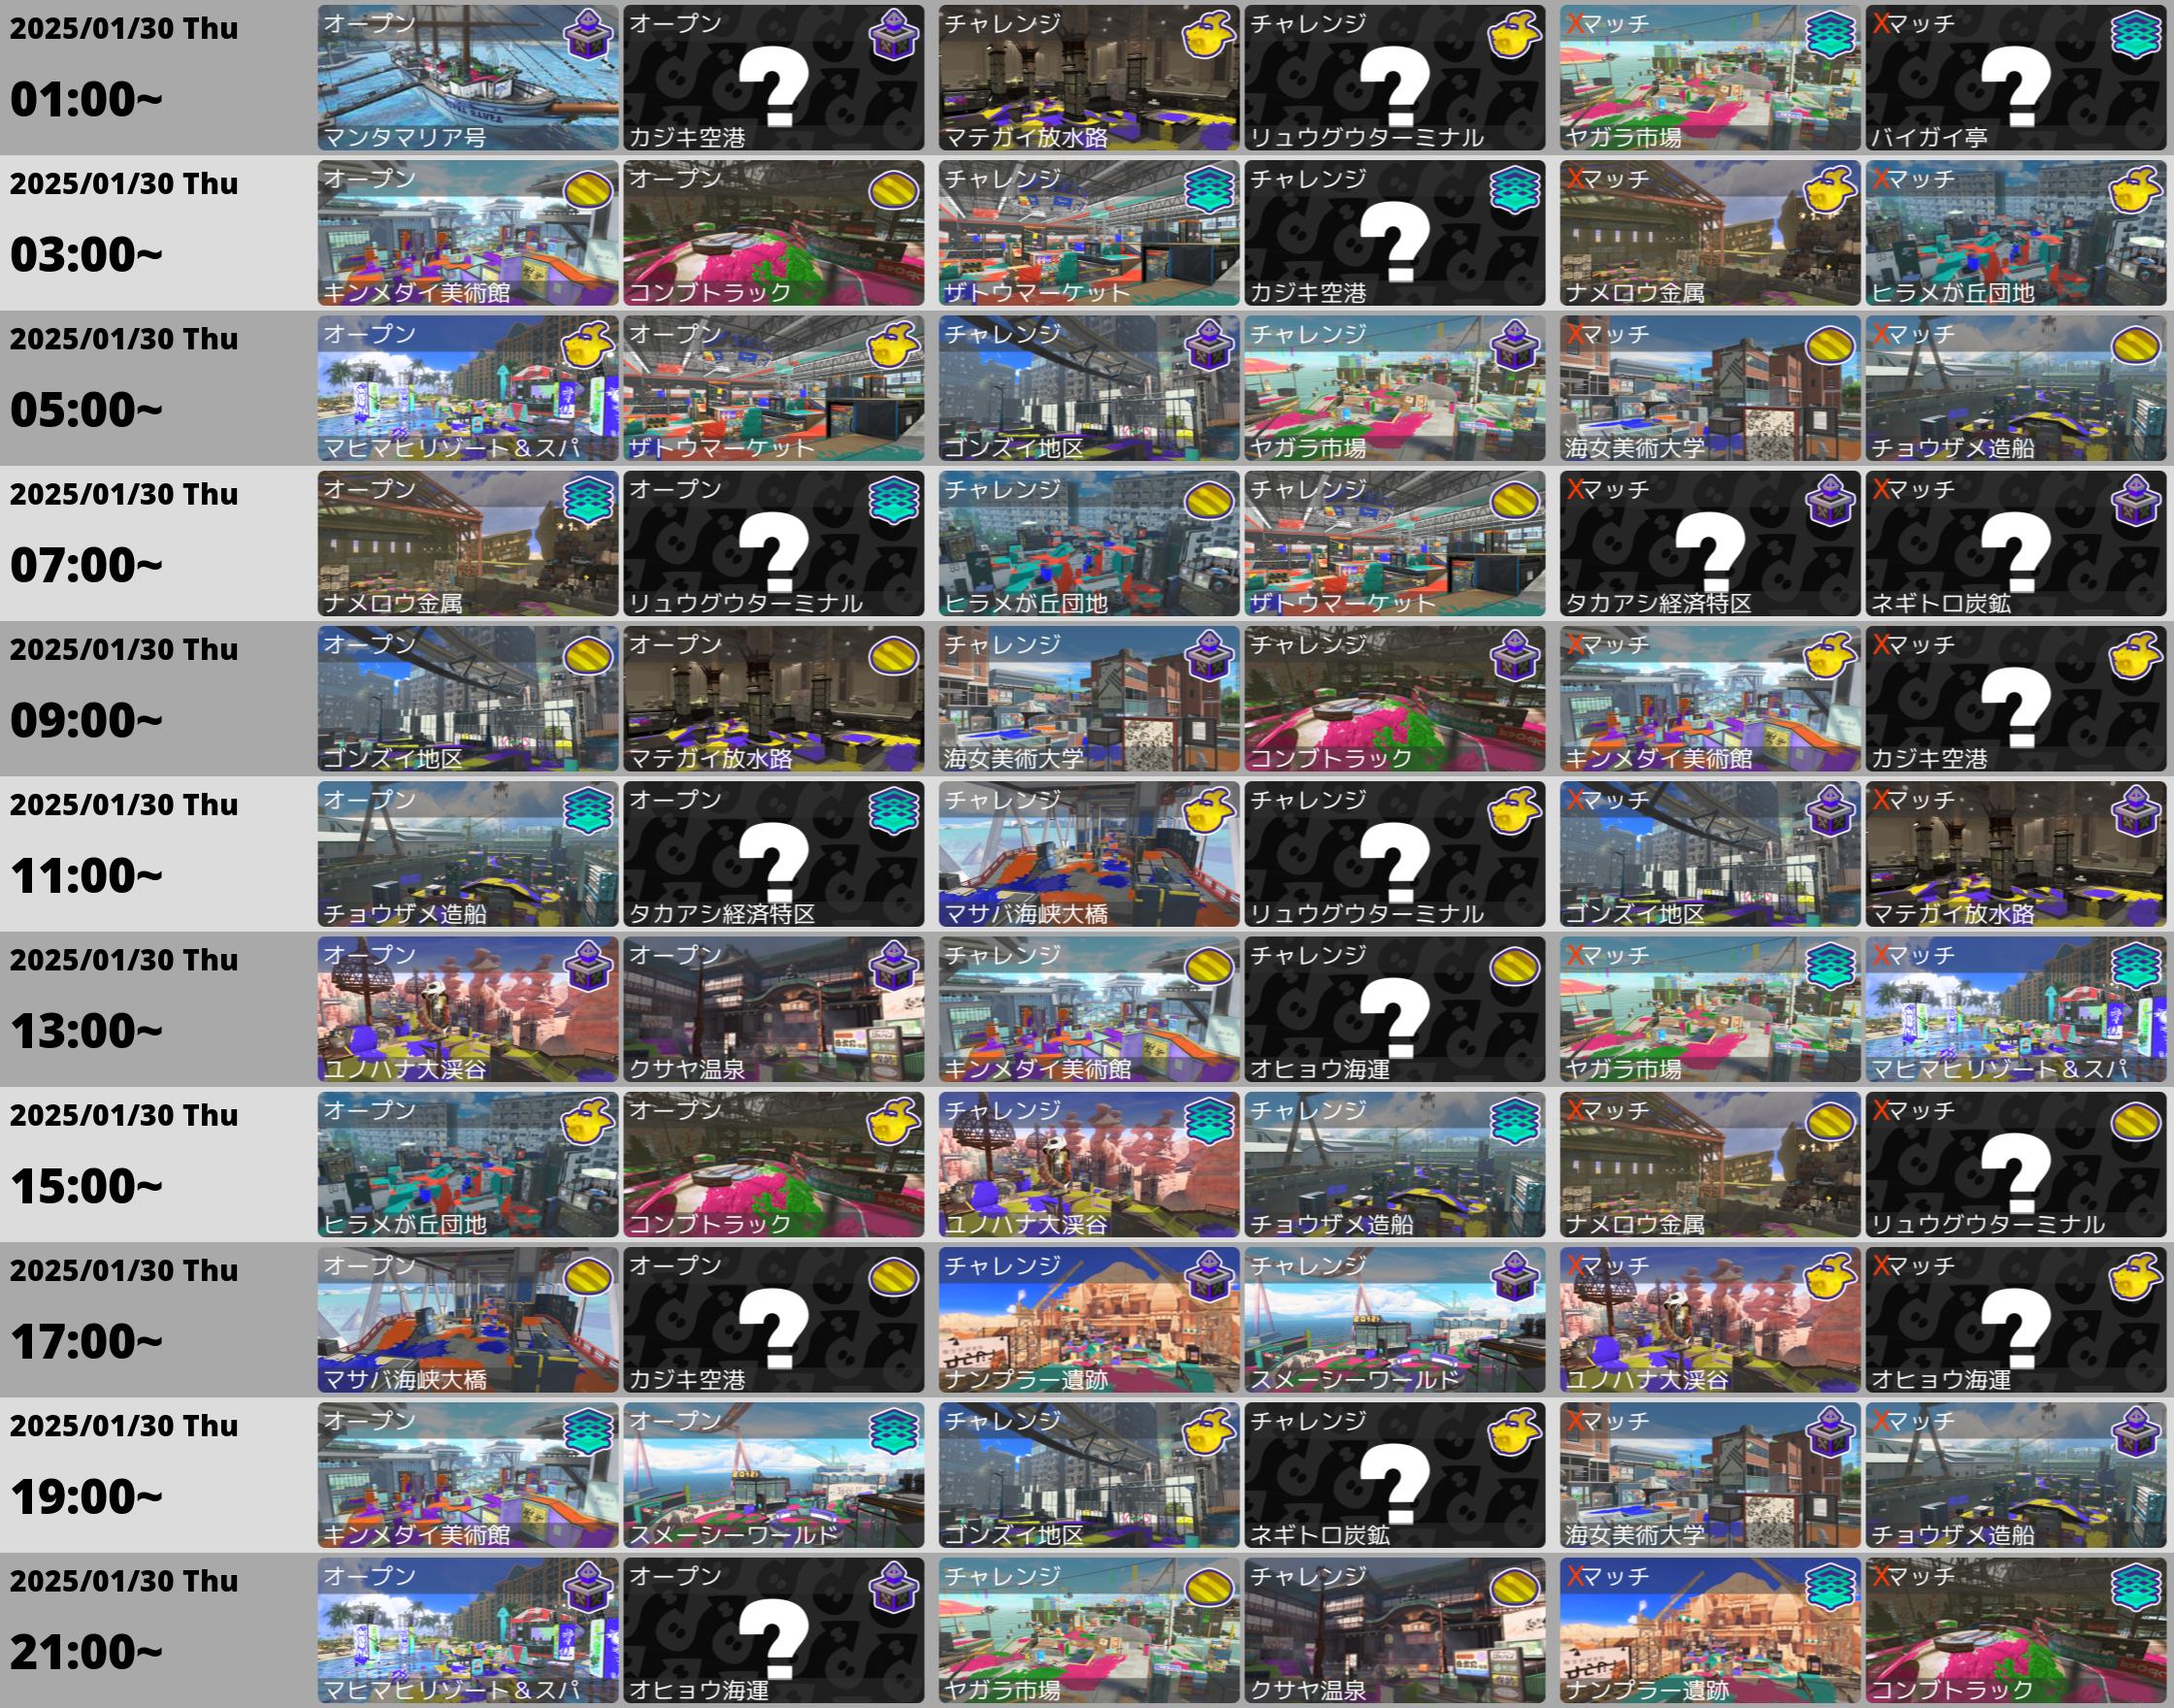 2025/01/30 Thu
01:00~
オープン
マンタマリア号
オープン
カジキ空港
チャレンジ
マテガイ放水路
チャレンジ
リュウグウターミナル
Xマッチ
ヤガラ市場
Xマッチ
バイガイ亭
2025/01/30 Thu
03:00~
オープン
キンメダイ美術館
オープン
コンブトラック
チャレンジ
ザトウマーケット
チャレンジ
カジキ空港
Xマッチ
ナメロウ金属
Xマッチ
ヒラメが丘団地
2025/01/30 Thu
05:00~
オープン
マヒマヒリゾート＆スパ
オープン
ザトウマーケット
チャレンジ
ゴンズイ地区
チャレンジ
ヤガラ市場
Xマッチ
海女美術大学
Xマッチ
チョウザメ造船
2025/01/30 Thu
07:00~
オープン
ナメロウ金属
オープン
リュウグウターミナル
チャレンジ
ヒラメが丘団地
チャレンジ
ザトウマーケット
Xマッチ
タカアシ経済特区
Xマッチ
ネギトロ炭鉱
2025/01/30 Thu
09:00~
オープン
ゴンズイ地区
オープン
マテガイ放水路
チャレンジ
海女美術大学
チャレンジ
コンブトラック
Xマッチ
キンメダイ美術館
Xマッチ
カジキ空港
2025/01/30 Thu
11:00~
オープン
チョウザメ造船
オープン
タカアシ経済特区
チャレンジ
マサバ海峡大橋
チャレンジ
リュウグウターミナル
Xマッチ
ゴンズイ地区
Xマッチ
マテガイ放水路
2025/01/30 Thu
13:00~
オープン
ユノハナ大渓谷
オープン
クサヤ温泉
チャレンジ
キンメダイ美術館
チャレンジ
オヒョウ海運
Xマッチ
ヤガラ市場
Xマッチ
マヒマヒリゾート＆スパ
2025/01/30 Thu
15:00~
オープン
ヒラメが丘団地
オープン
コンブトラック
チャレンジ
ユノハナ大渓谷
チャレンジ
チョウザメ造船
Xマッチ
ナメロウ金属
Xマッチ
リュウグウターミナル
2025/01/30 Thu
17:00~
オープン
マサバ海峡大橋
オープン
カジキ空港
チャレンジ
ナンプラー遺跡
チャレンジ
スメーシーワールド
Xマッチ
ユノハナ大渓谷
Xマッチ
オヒョウ海運
2025/01/30 Thu
19:00~
オープン
キンメダイ美術館
オープン
スメーシーワールド
チャレンジ
ゴンズイ地区
チャレンジ
ネギトロ炭鉱
Xマッチ
海女美術大学
Xマッチ
チョウザメ造船
2025/01/30 Thu
21:00~
オープン
マヒマヒリゾート＆スパ
オープン
オヒョウ海運
チャレンジ
ヤガラ市場
チャレンジ
クサヤ温泉
Xマッチ
ナンプラー遺跡
Xマッチ
コンブトラック